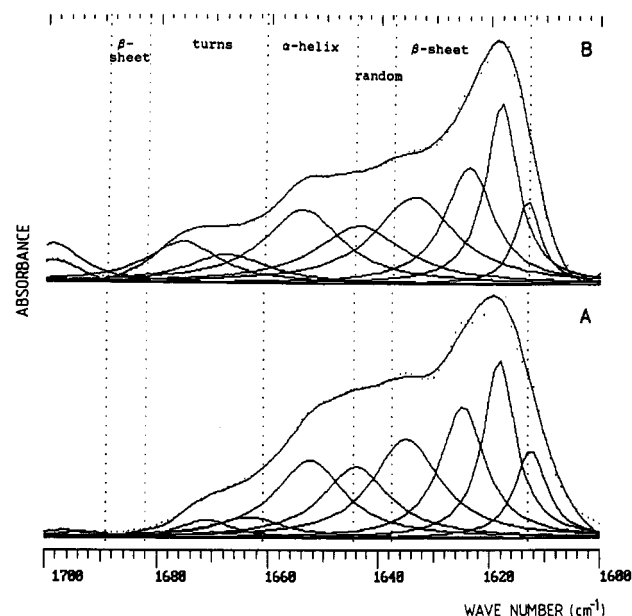 β-
sheet
turns
α-helix
random
β-sheet
B
ABSORBANCE
A
1700 1680 1660 1640 1620 1600
WAVE NUMBER (cm⁻¹)